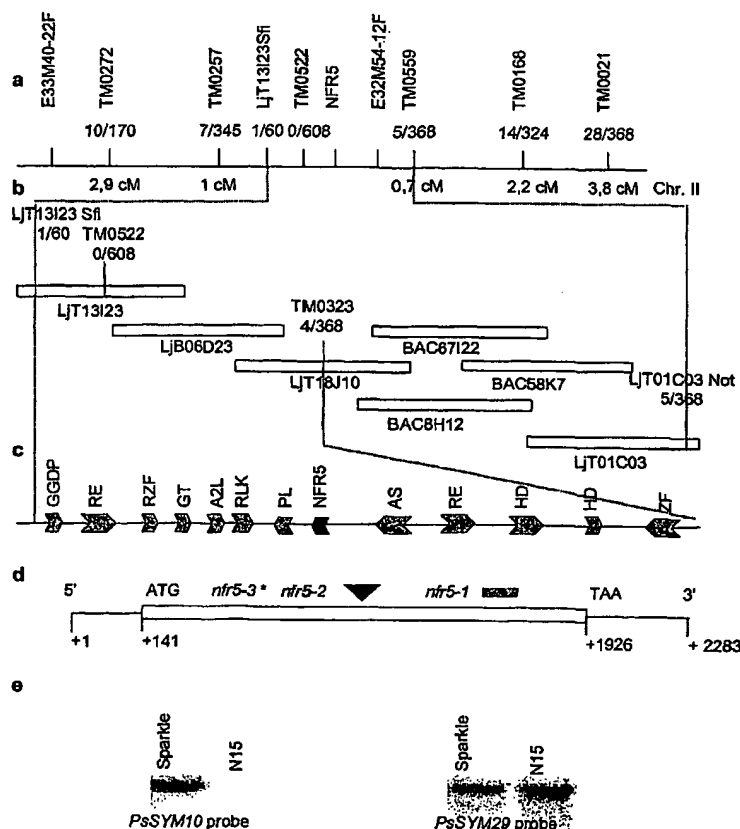 a
E33M40-22F
TM0272
TM0257
LjT13I23Sfi
TM0522
NFR5
E32M54-12F
TM0559
TM0168
TM0021
10/170
7/345
1/60
0/608
5/368
14/324
28/368
b
2,9 cM
1 cM
0,7 cM
2,2 cM
3,8 cM
Chr. II
LjT13I23 Sfi
1/60
TM0522
0/608
LjT13I23
LjB06D23
TM0323
4/368
LjT18J10
BAC67I22
BAC58K7
BAC8H12
LjT01C03 Not
5/368
LjT01C03
c
GGDP
RE
RZF
GT
A2L
RLK
PL
NFR5
AS
RE
HD
HD
ZF
d
5'
ATG
nfr5-3 *
nfr5-2
nfr5-1
TAA
3'
+1
+141
+1926
+ 2283
e
Sparkle
N15
PsSYM10 probe
Sparkle
N15
PsSYM29 probe